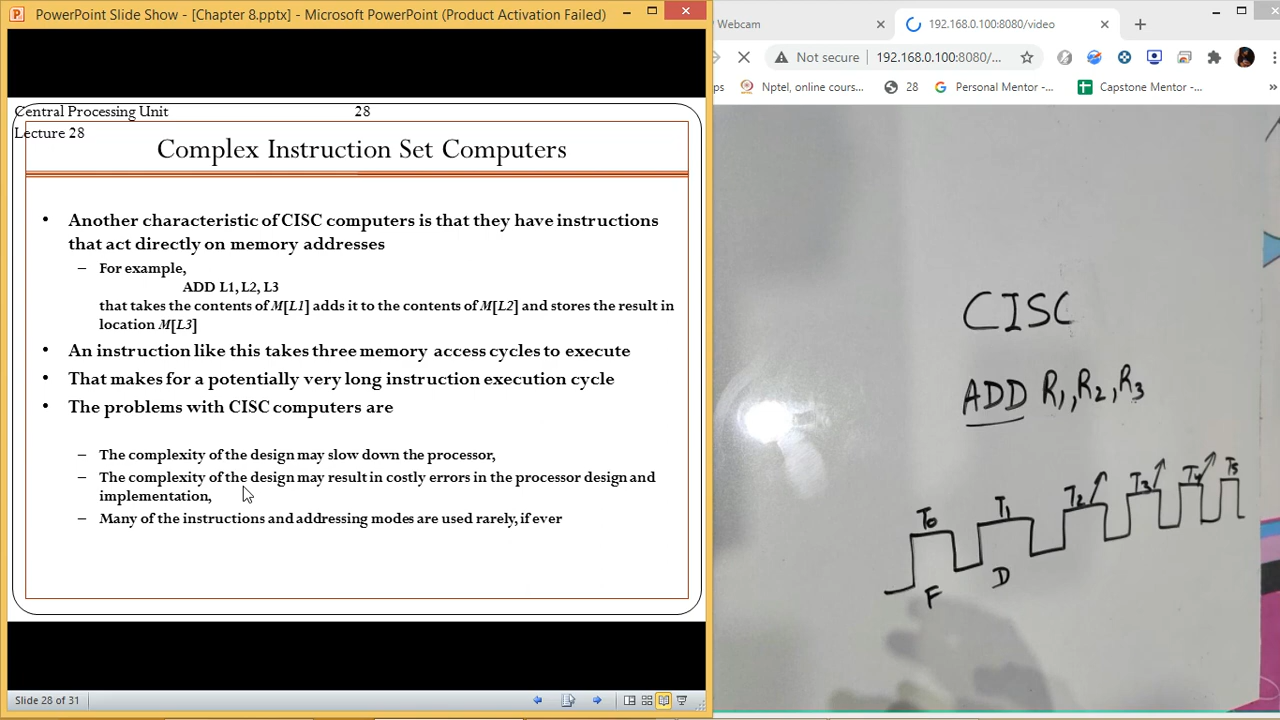 PowerPoint Slide Show - [Chapter 8.pptx] - Microsoft PowerPoint (Product Activation Failed)
Central Processing Unit 28
Lecture 28
Complex Instruction Set Computers
• Another characteristic of CISC computers is that they have instructions
that act directly on memory addresses
– For example,
ADD L1, L2, L3
that takes the contents of M[L1] adds it to the contents of M[L2] and stores the result in
location M[L3]
• An instruction like this takes three memory access cycles to execute
• That makes for a potentially very long instruction execution cycle
• The problems with CISC computers are
– The complexity of the design may slow down the processor,
– The complexity of the design may result in costly errors in the processor design and
implementation,
– Many of the instructions and addressing modes are used rarely, if ever
Slide 28 of 31
Webcam
192.168.0.100:8080/video
Not secure 192.168.0.100:8080/...
ps Nptel, online cours... 28 Personal Mentor -... Capstone Mentor -... »
CISC
ADD R1, R2, R3
T0 T1 T2 T3 T4 T5
F D